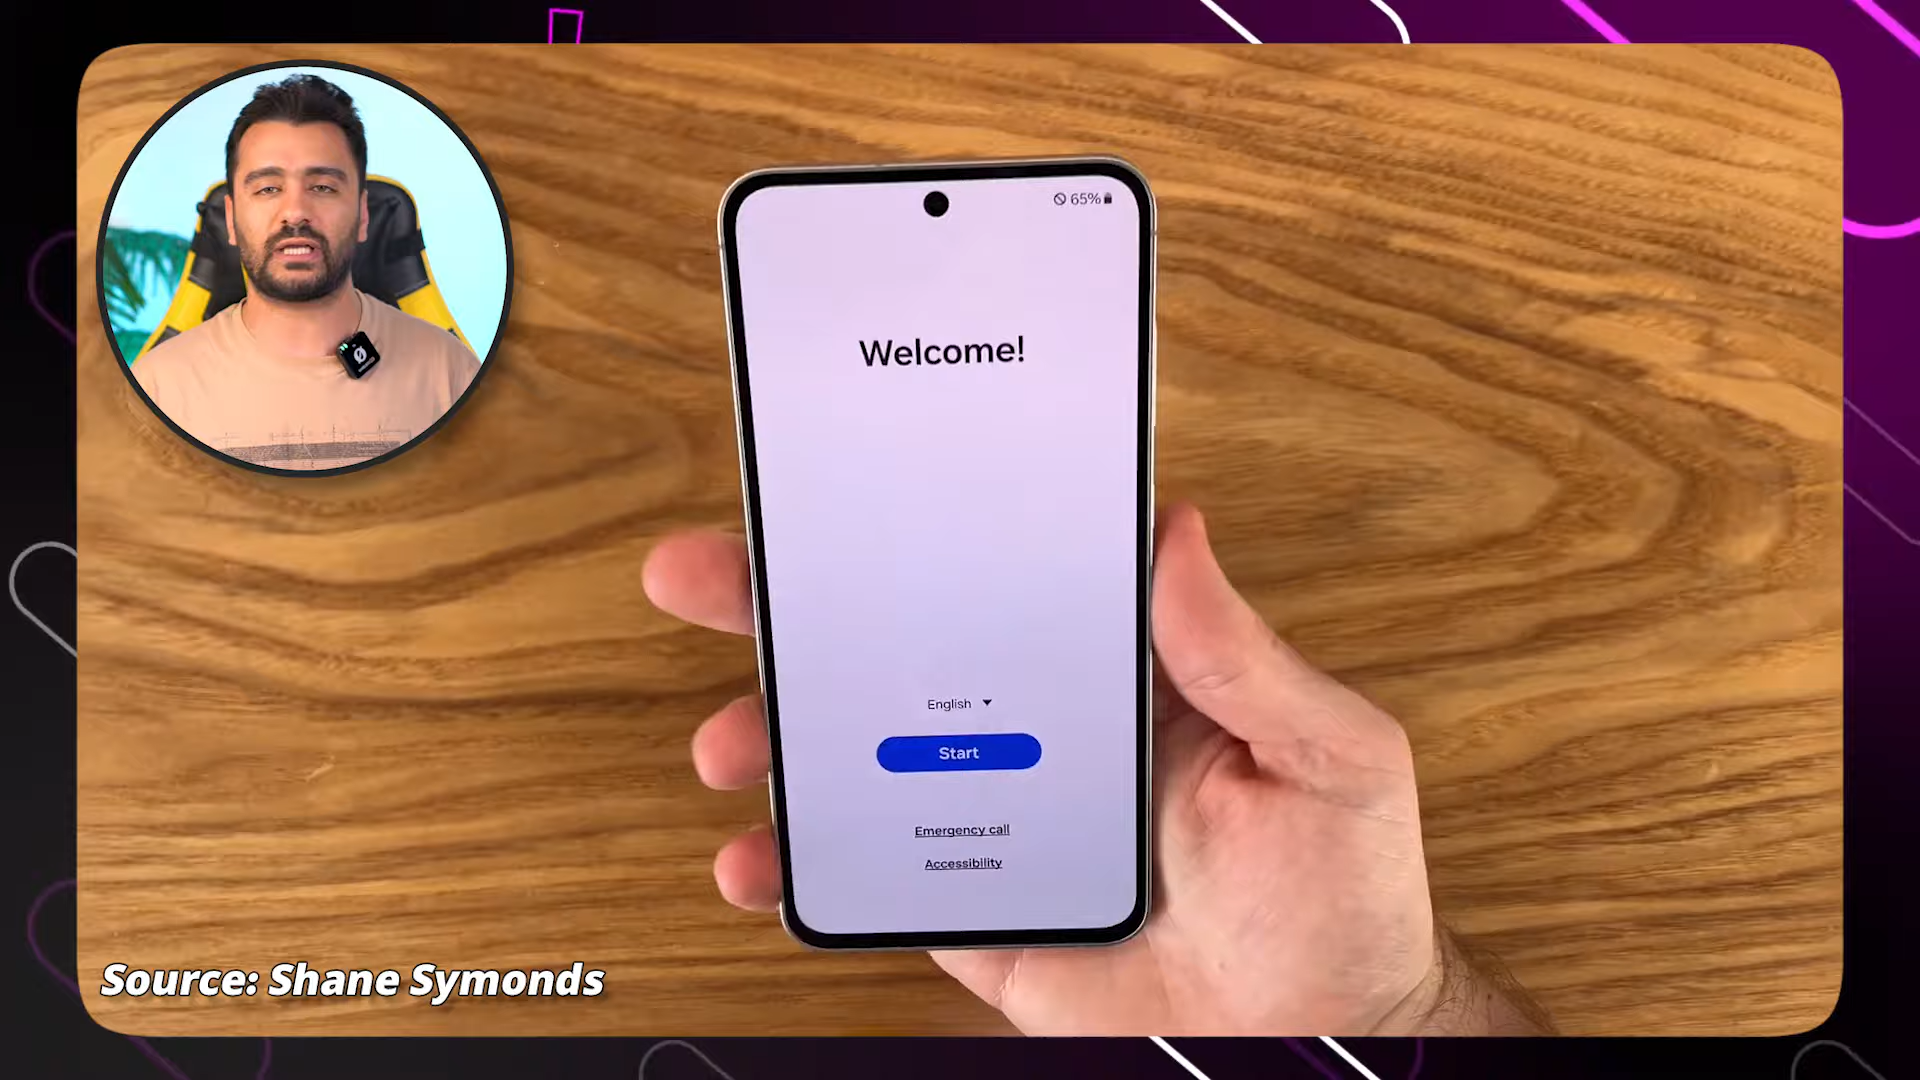 65%
Welcome!
English
Start
Emergency call
Accessibility
Source: Shane Symonds